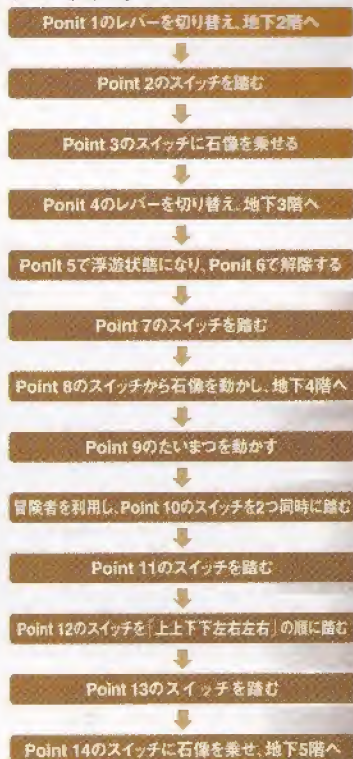 Ponit 1のレバーを切り替え、地下2階へ
Point 2のスイッチを踏む
Point 3のスイッチに石像を乗せる
Ponit 4のレバーを切り替え、地下3階へ
Ponit 5で浮遊状態になり、Ponit 6で解除する
Point 7のスイッチを踏む
Point 8のスイッチから石像を動かし、地下4階へ
Point 9のたいまつを動かす
冒険者を利用し、Point 10のスイッチを2つ同時に踏む
Point 11のスイッチを踏む
Point 12のスイッチを「上上下下左右左右」の順に踏む
Point 13のスイッチを踏む
Point 14のスイッチに石像を乗せ、地下5階へ